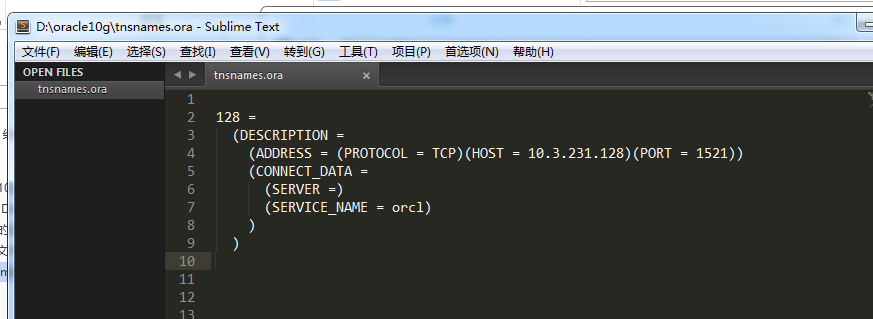 D:\oracle10g\tnsnames.ora - Sublime Text
文件(F) 编辑(E) 选择(S) 查找(I) 查看(V) 转到(G) 工具(T) 项目(P) 首选项(N) 帮助(H)
OPEN FILES
tnsnames.ora
tnsnames.ora ×
1
2 128 =
3 (DESCRIPTION =
4 (ADDRESS = (PROTOCOL = TCP)(HOST = 10.3.231.128)(PORT = 1521))
5 (CONNECT_DATA =
6 (SERVER =)
7 (SERVICE_NAME = orcl)
8 )
9 )
10
11
12
13